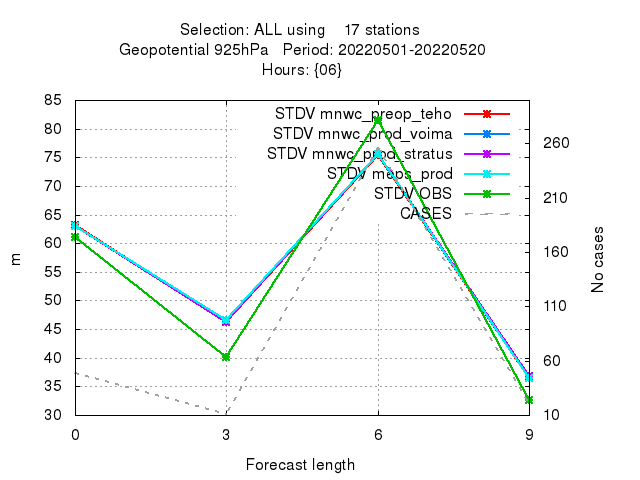 Selection: ALL using    17 stations
Geopotential 925hPa   Period: 20220501-20220520
Hours: {06}
85
80
75
70
65
60
55
50
45
40
35
30
m
STDV mnwc_preop_teho
STDV mnwc_prod_voima
STDV mnwc_prod_stratus
STDV meps_prod
STDV OBS
CASES
260
210
160
110
60
10
No cases
0 3 6 9
Forecast length